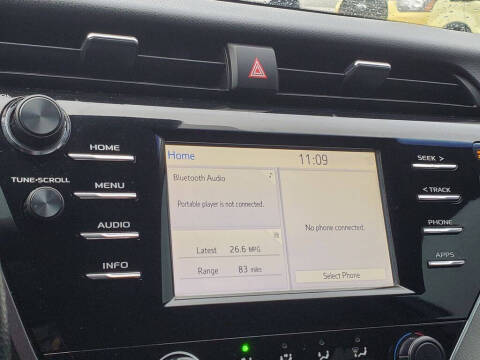 HOME
MENU
TUNE•SCROLL
AUDIO
INFO
Home 11:09
Bluetooth Audio
Portable player is not connected.
Latest 26.6 MPG
Range 83 miles
No phone connected.
Select Phone
SEEK >
< TRACK
PHONE
APPS